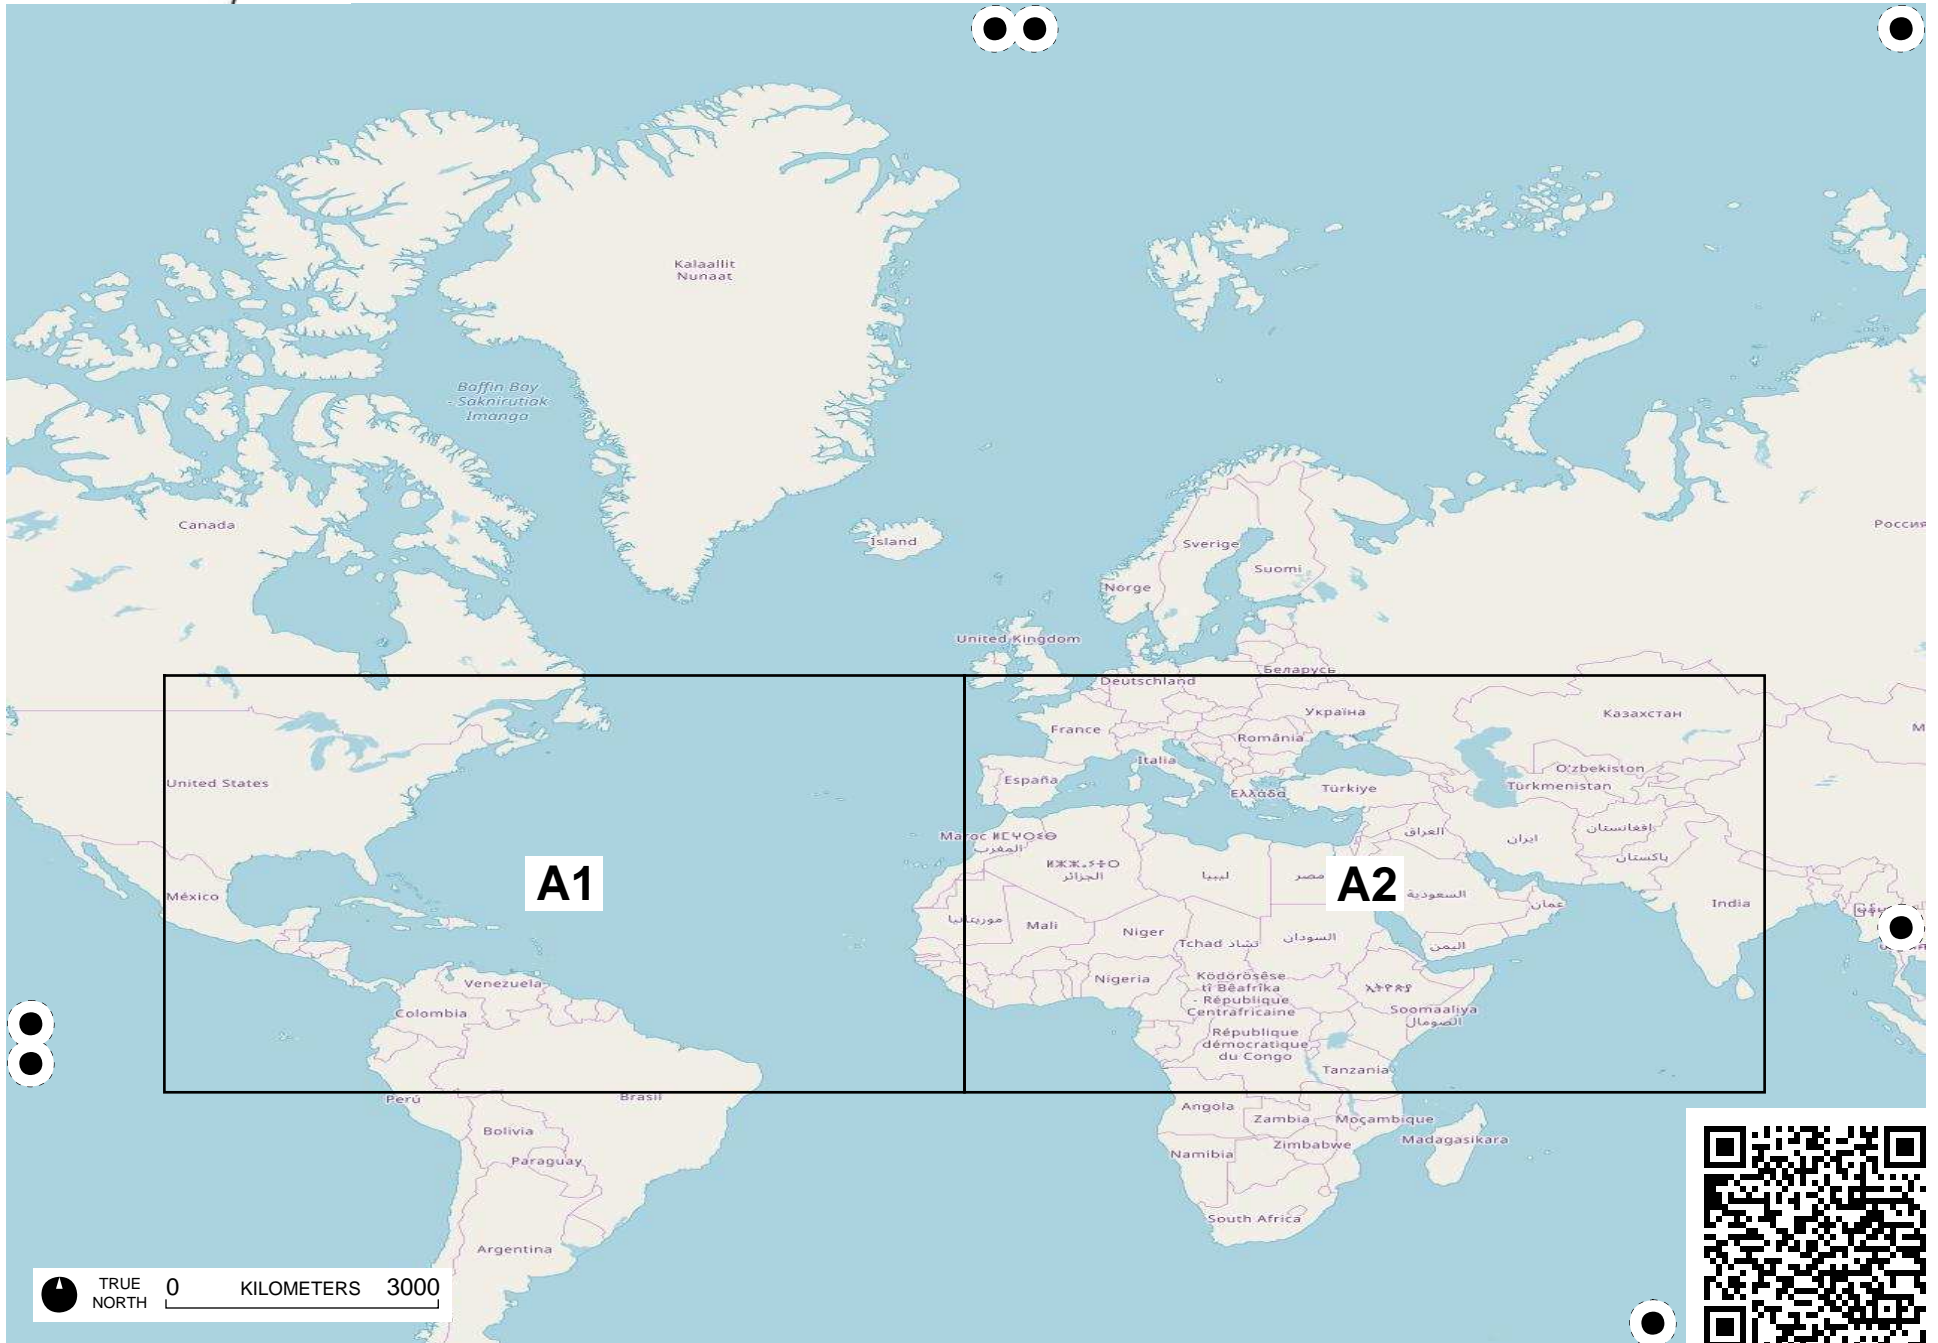 Kalaallit
Nunaat
Baffin Bay
- Saknirutiak
Imanga
Canada
Ísland
Sverige
Suomi
Norge
Россия
United Kingdom
Беларусь
Deutschland
Україна
Казахстан
France
România
Italia
O'zbekiston
España
Ελλάδα
Türkiye
Türkmenistan
United States
Maroc ⵍⵎⵖⵔⵉⴱ
المغرب
العراق
ایران
افغانستان
پاکستان
الجزائر
ليبيا
مصر
السعودية
عمان
A1
A2
México
India
موريتانيا
Mali
Niger
Tchad تشاد
السودان
اليمن
Venezuela
Nigeria
Ködörösêse
tî Bêafrîka
- République
Centrafricaine
Colombia
Soomaaliya
الصومال
République
démocratique
du Congo
Tanzania
Perú
Brasil
Angola
Zambia
Moçambique
Bolivia
Zimbabwe
Madagasikara
Paraguay
Namibia
South Africa
Argentina
TRUE
NORTH
0 KILOMETERS 3000